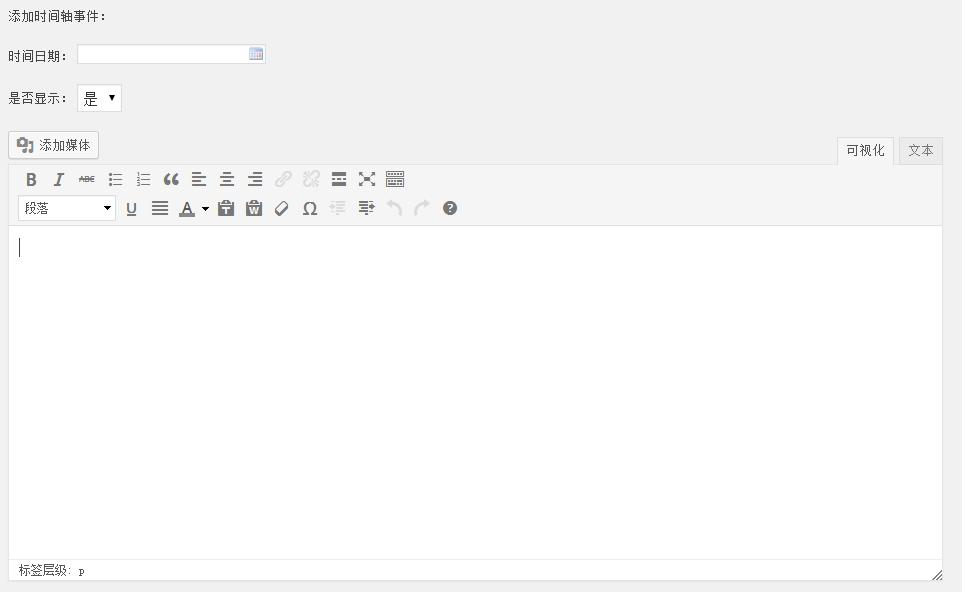 添加时间轴事件：
时间日期：
是否显示： 是
添加媒体
可视化 文本
B I ABC
段落 U A T W Ω ?
标签层级：p